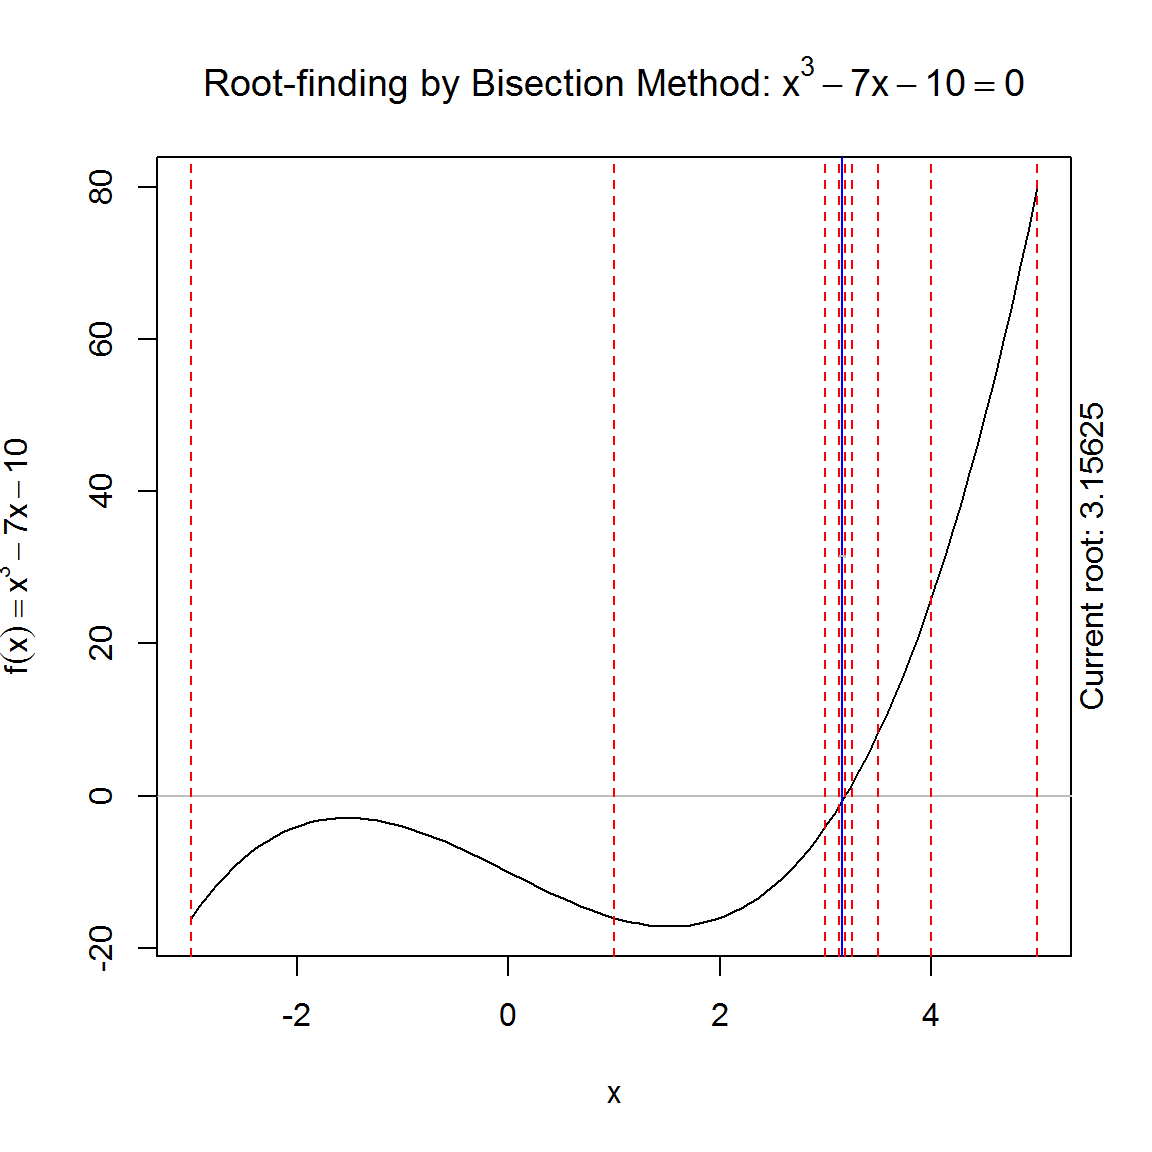 Root-finding by Bisection Method: x³ − 7x − 10 = 0
f(x) = x³ − 7x − 10
80
60
40
20
0
-20
-2
0
2
4
x
Current root: 3.15625